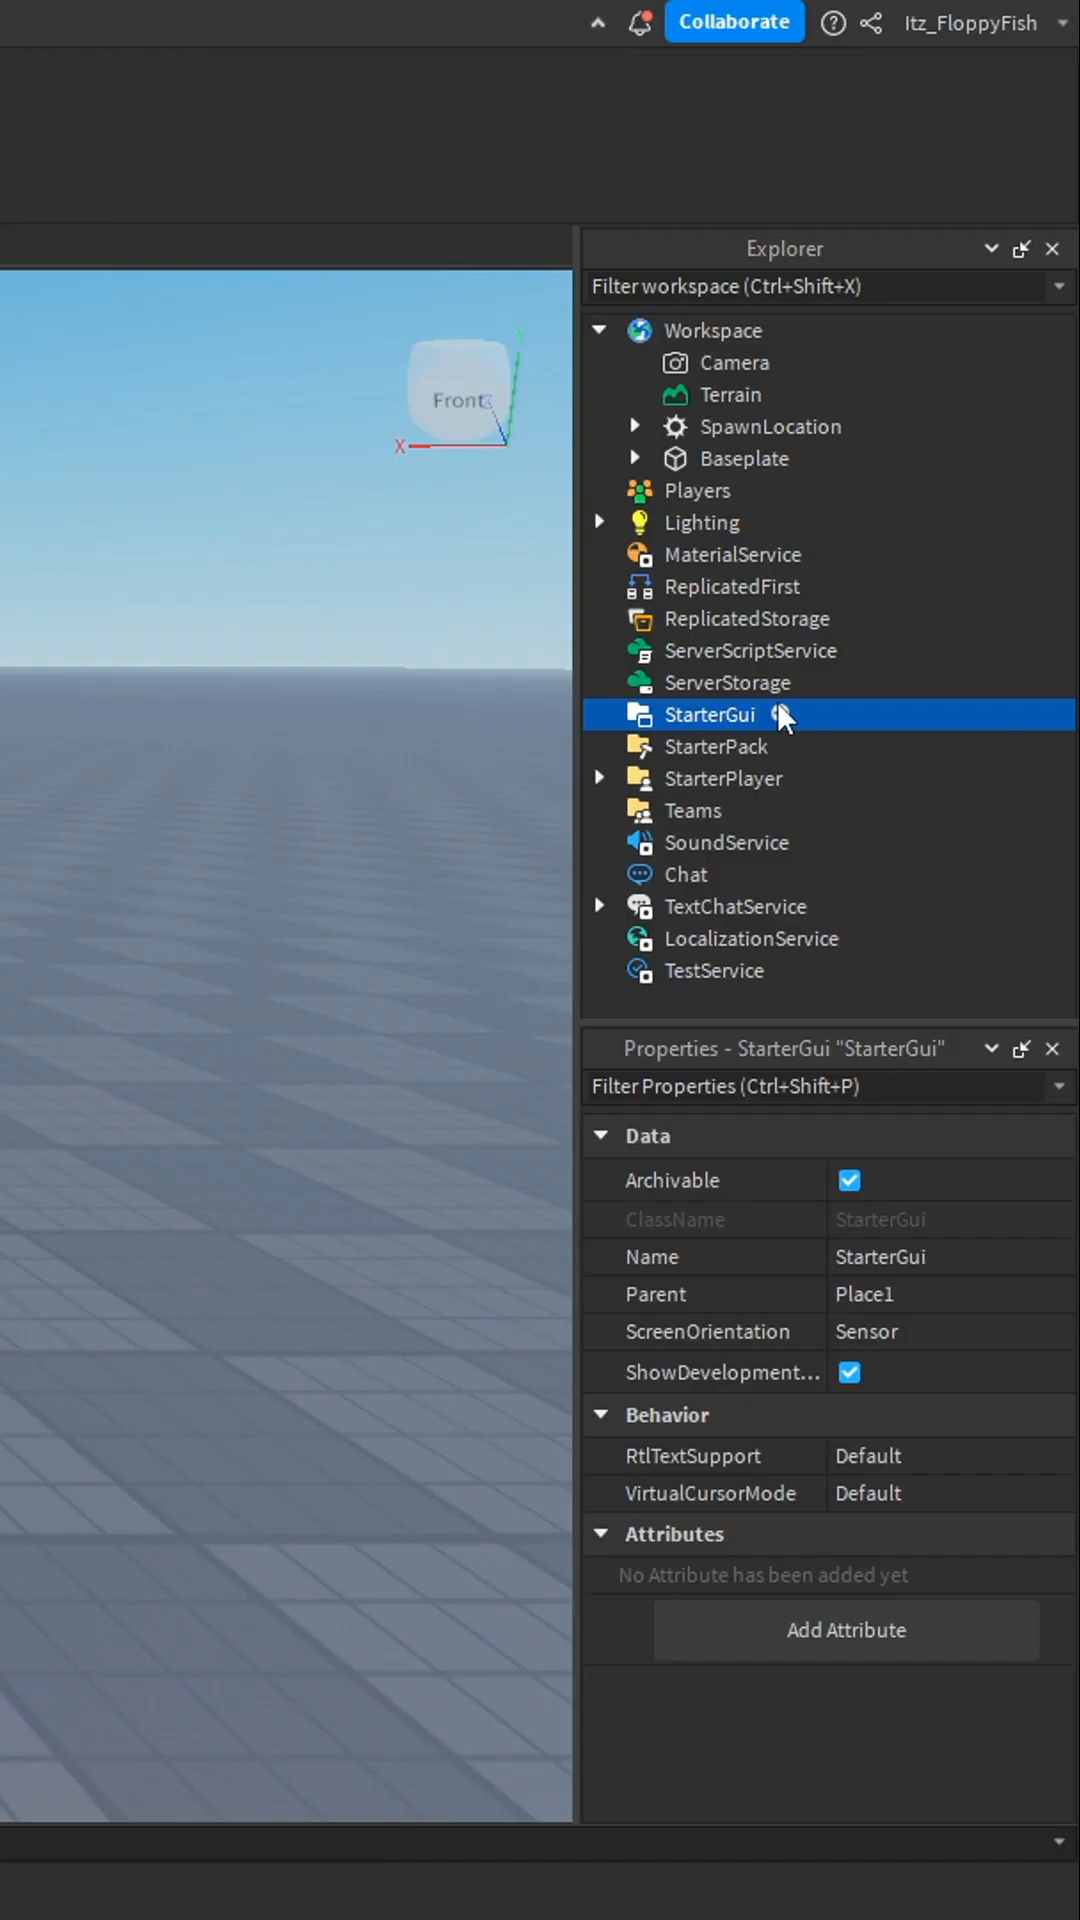 Collaborate
Itz_FloppyFish
Explorer
Filter workspace (Ctrl+Shift+X)
Workspace
Camera
Terrain
SpawnLocation
Baseplate
Players
Lighting
MaterialService
ReplicatedFirst
ReplicatedStorage
ServerScriptService
ServerStorage
StarterGui
StarterPack
StarterPlayer
Teams
SoundService
Chat
TextChatService
LocalizationService
TestService
Y
Front Z
X
Properties - StarterGui "StarterGui"
Filter Properties (Ctrl+Shift+P)
Data
Archivable
ClassName StarterGui
Name StarterGui
Parent Place1
ScreenOrientation Sensor
ShowDevelopment...
Behavior
RtlTextSupport Default
VirtualCursorMode Default
Attributes
No Attribute has been added yet
Add Attribute